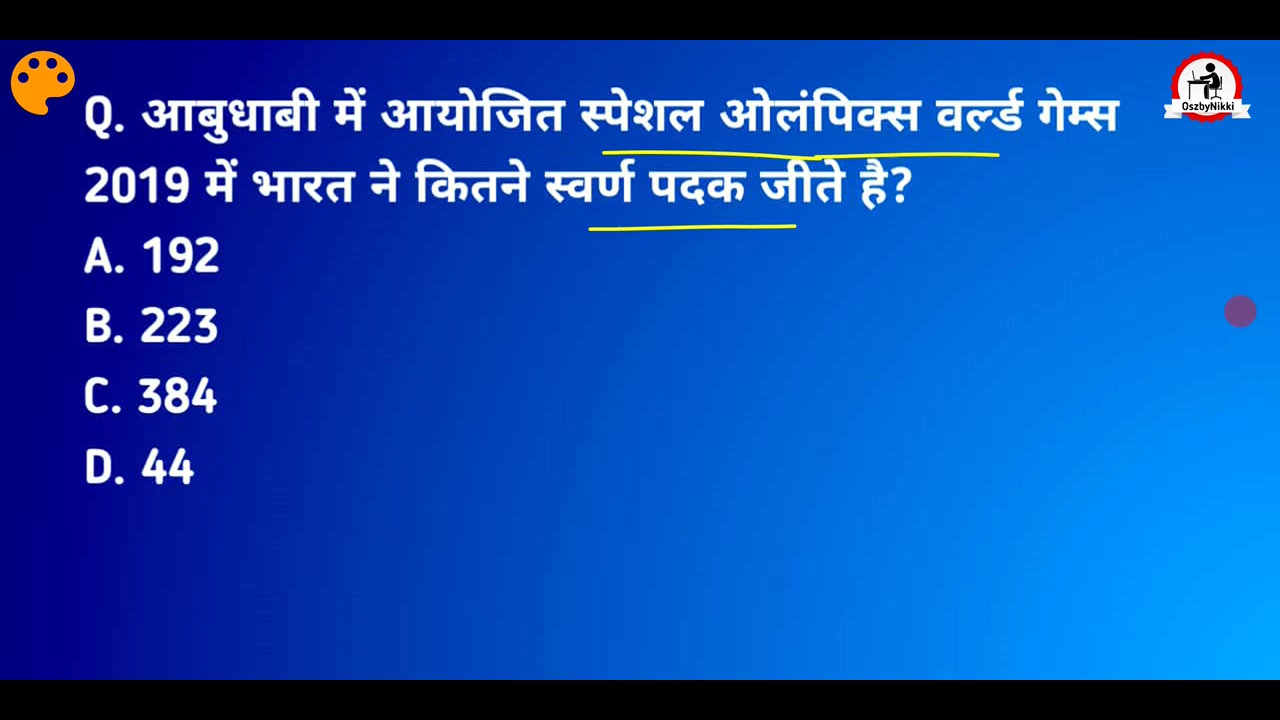 OszbyNikki
Q. आबुधाबी में आयोजित स्पेशल ओलंपिक्स वर्ल्ड गेम्स
2019 में भारत ने कितने स्वर्ण पदक जीते है?
A. 192
B. 223
C. 384
D. 44